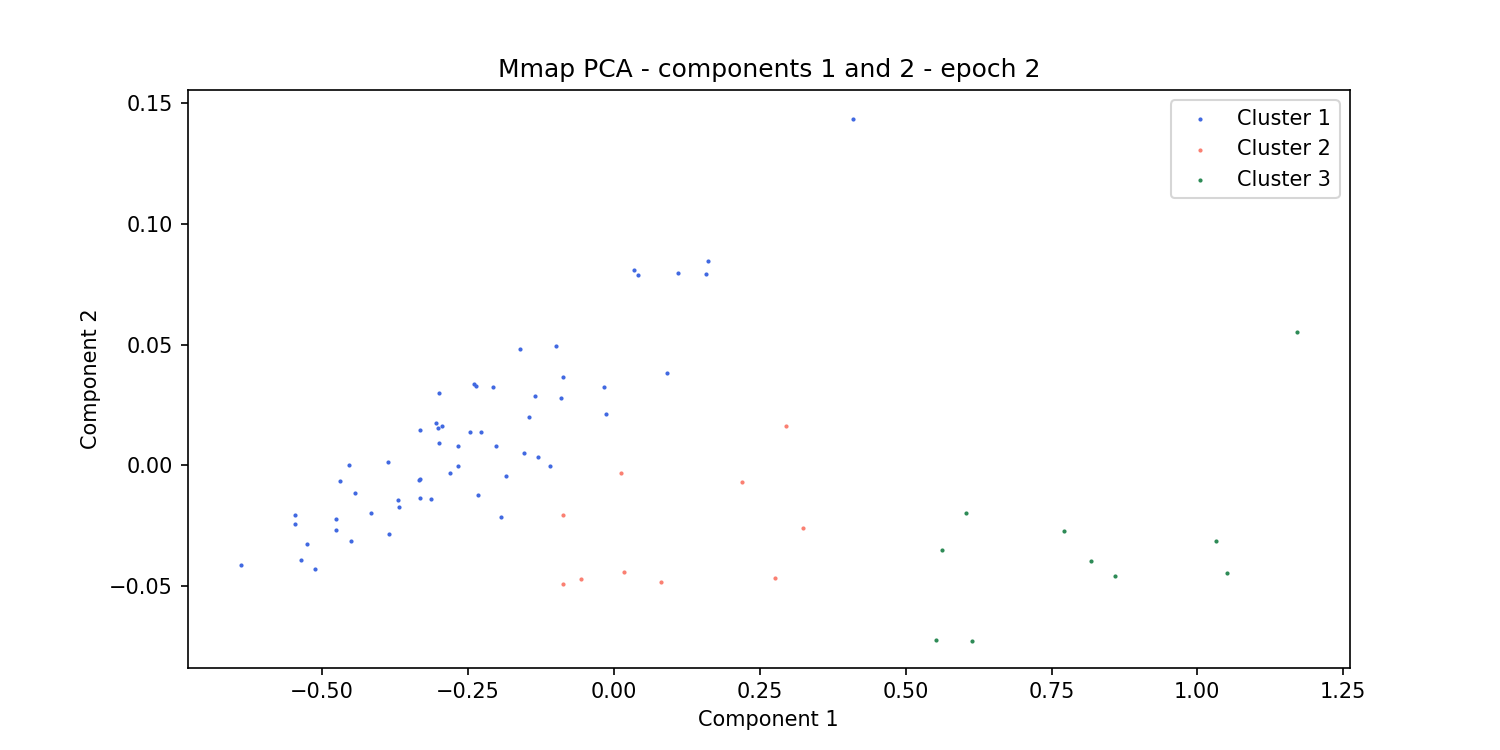 Mmap PCA - components 1 and 2 - epoch 2
Cluster 1
Cluster 2
Cluster 3
0.15
0.10
0.05
0.00
−0.05
Component 2
−0.50
−0.25
0.00
0.25
0.50
0.75
1.00
1.25
Component 1